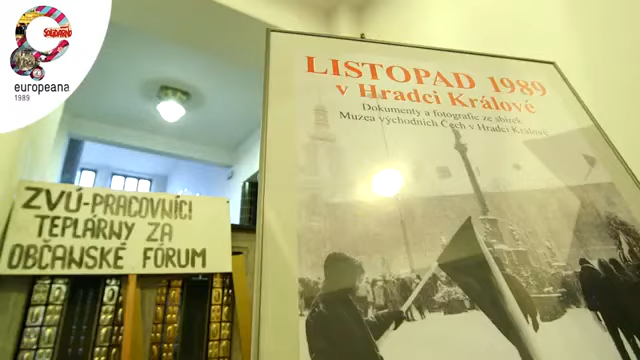 SOLIDARNOŚĆ
europeana
1989
LISTOPAD 1989
v Hradci Králové
Dokumenty a fotografie ze sbírek
Muzea východních Čech v Hradci Králové
ZVÚ-PRACOVNÍCI
TEPLÁRNY ZA
OBČANSKÉ FÓRUM